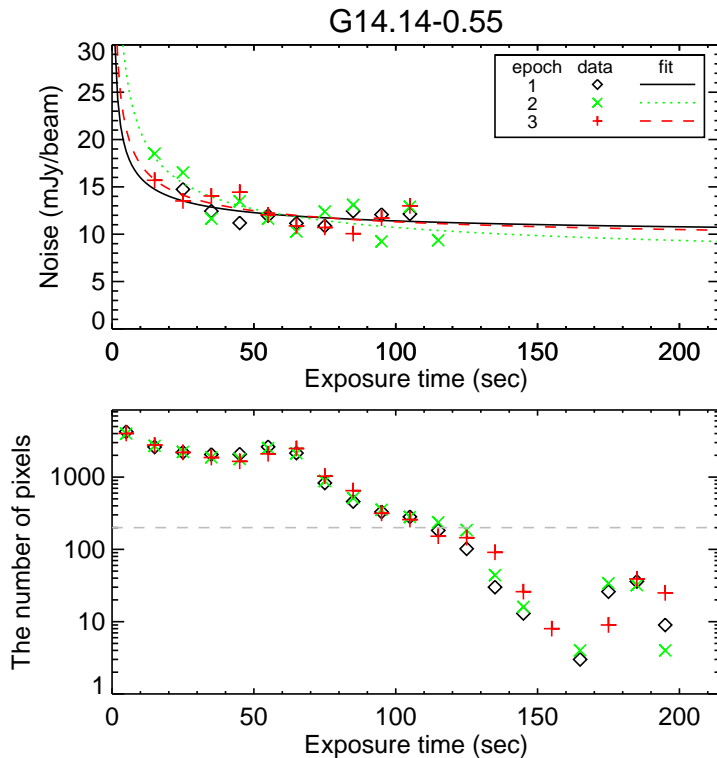 G14.14-0.55
Noise (mJy/beam)
30
25
20
15
10
5
0
epoch data fit
1
2
3
0 50 100 150 200
Exposure time (sec)
The number of pixels
1000
100
10
1
0 50 100 150 200
Exposure time (sec)